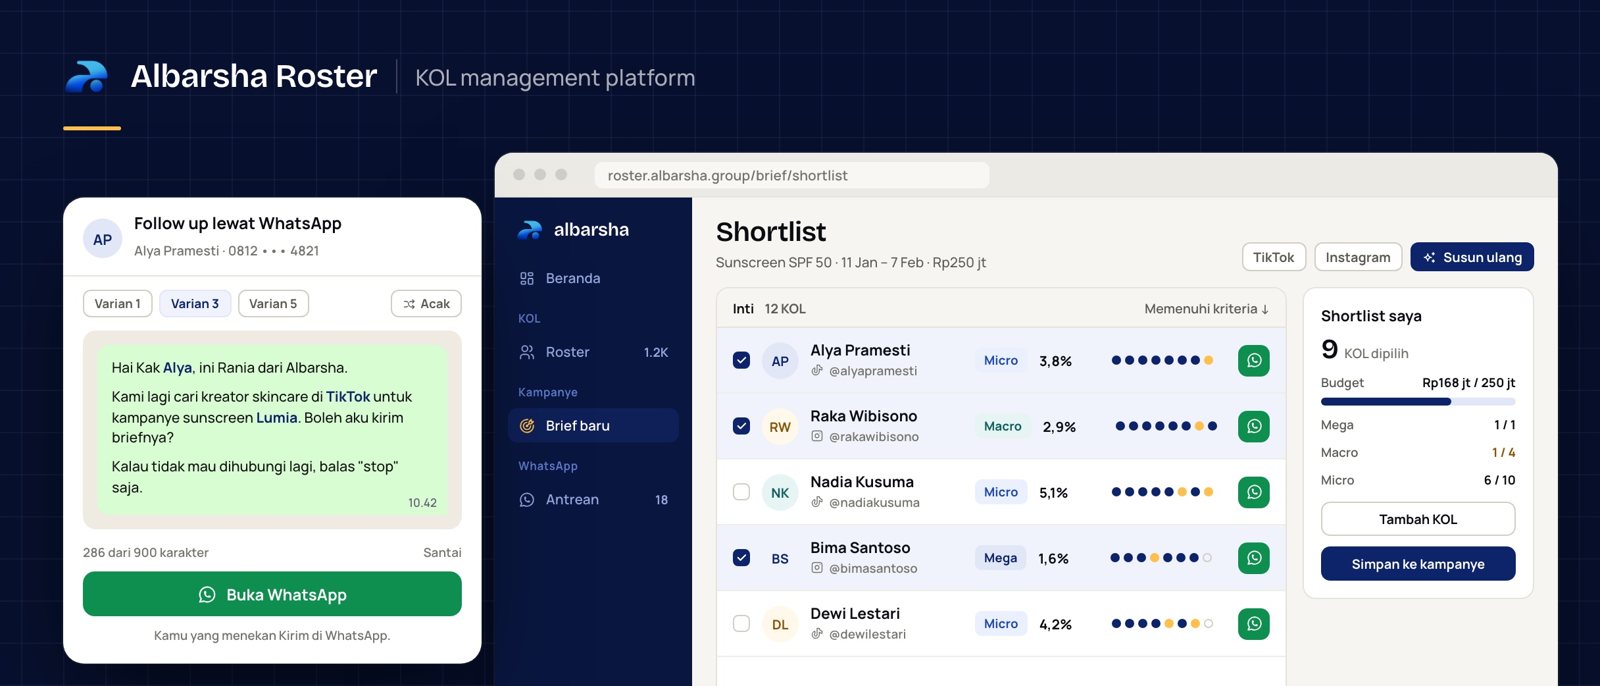 Albarsha Roster
KOL management platform
AP
Follow up lewat WhatsApp
Alya Pramesti · 0812 • • • 4821
Varian 1
Varian 3
Varian 5
Acak
Hai Kak Alya, ini Rania dari Albarsha.
Kami lagi cari kreator skincare di TikTok untuk
kampanye sunscreen Lumia. Boleh aku kirim
briefnya?
Kalau tidak mau dihubungi lagi, balas "stop"
saja.
10.42
286 dari 900 karakter
Santai
Buka WhatsApp
Kamu yang menekan Kirim di WhatsApp.
roster.albarsha.group/brief/shortlist
albarsha
Beranda
KOL
Roster 1.2K
Kampanye
Brief baru
WhatsApp
Antrean 18
Shortlist
Sunscreen SPF 50 · 11 Jan – 7 Feb · Rp250 jt
TikTok
Instagram
Susun ulang
Inti 12 KOL
Memenuhi kriteria ↓
AP
Alya Pramesti
@alyapramesti
Micro
3,8%
RW
Raka Wibisono
@rakawibisono
Macro
2,9%
NK
Nadia Kusuma
@nadiakusuma
Micro
5,1%
BS
Bima Santoso
@bimasantoso
Mega
1,6%
DL
Dewi Lestari
@dewilestari
Micro
4,2%
Shortlist saya
9 KOL dipilih
Budget Rp168 jt / 250 jt
Mega 1 / 1
Macro 1 / 4
Micro 6 / 10
Tambah KOL
Simpan ke kampanye